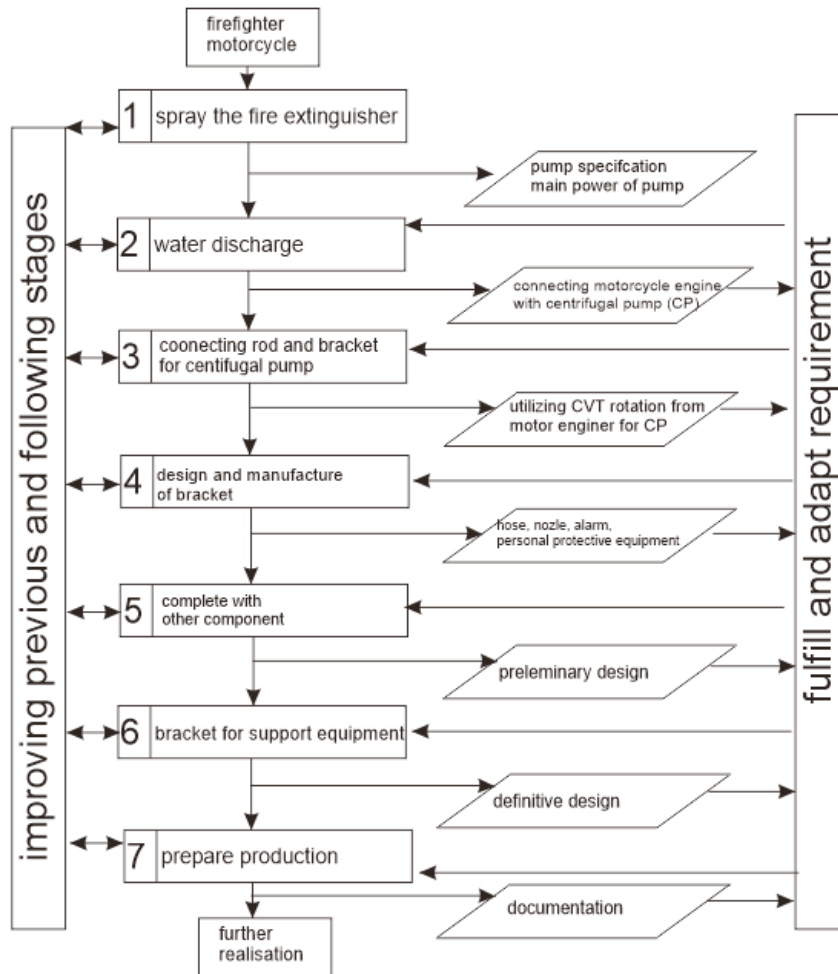 firefighter
motorcycle
1 spray the fire extinguisher
pump specifcation
main power of pump
2 water discharge
connecting motorcycle engine
with centrifugal pump (CP)
3 coonecting rod and bracket
for centifugal pump
utilizing CVT rotation from
motor enginer for CP
4 design and manufacture
of bracket
hose, nozle, alarm,
personal protective equipment
5 complete with
other component
preleminary design
6 bracket for support equipment
definitive design
7 prepare production
documentation
further
realisation
improving previous and following stages
fulfill and adapt requirement